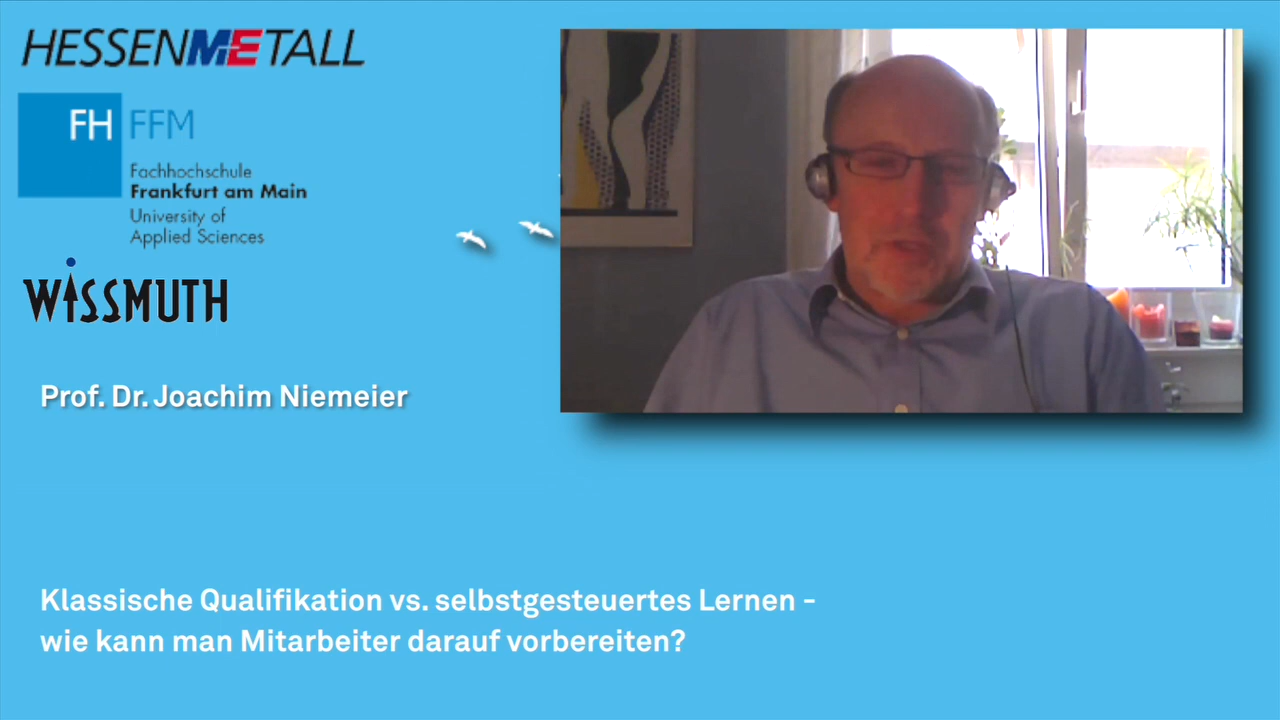 HESSENMETALL
FH FFM
Fachhochschule
Frankfurt am Main
University of
Applied Sciences
WISSMUTH
Prof. Dr. Joachim Niemeier
Klassische Qualifikation vs. selbstgesteuertes Lernen -
wie kann man Mitarbeiter darauf vorbereiten?